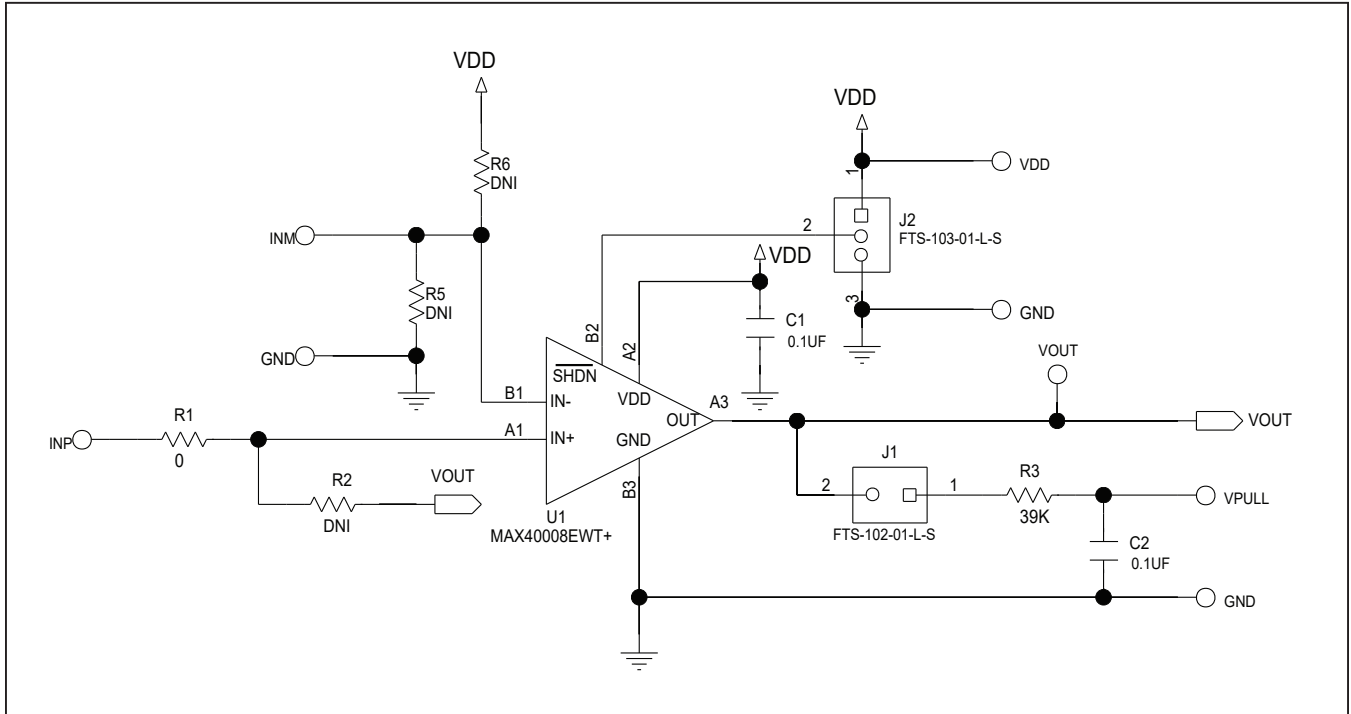 VDD
R6
DNI
INM
R5
DNI
GND
VDD
1
VDD
2
J2
FTS-103-01-L-S
3
GND
VDD
C1
0.1UF
B2
A2
SHDN
VDD
B1
IN-
A1
IN+
GND
OUT
A3
B3
U1
MAX40008EWT+
INP
R1
0
R2
DNI
VOUT
VOUT
VOUT
J1
2
1
FTS-102-01-L-S
R3
39K
VPULL
C2
0.1UF
GND